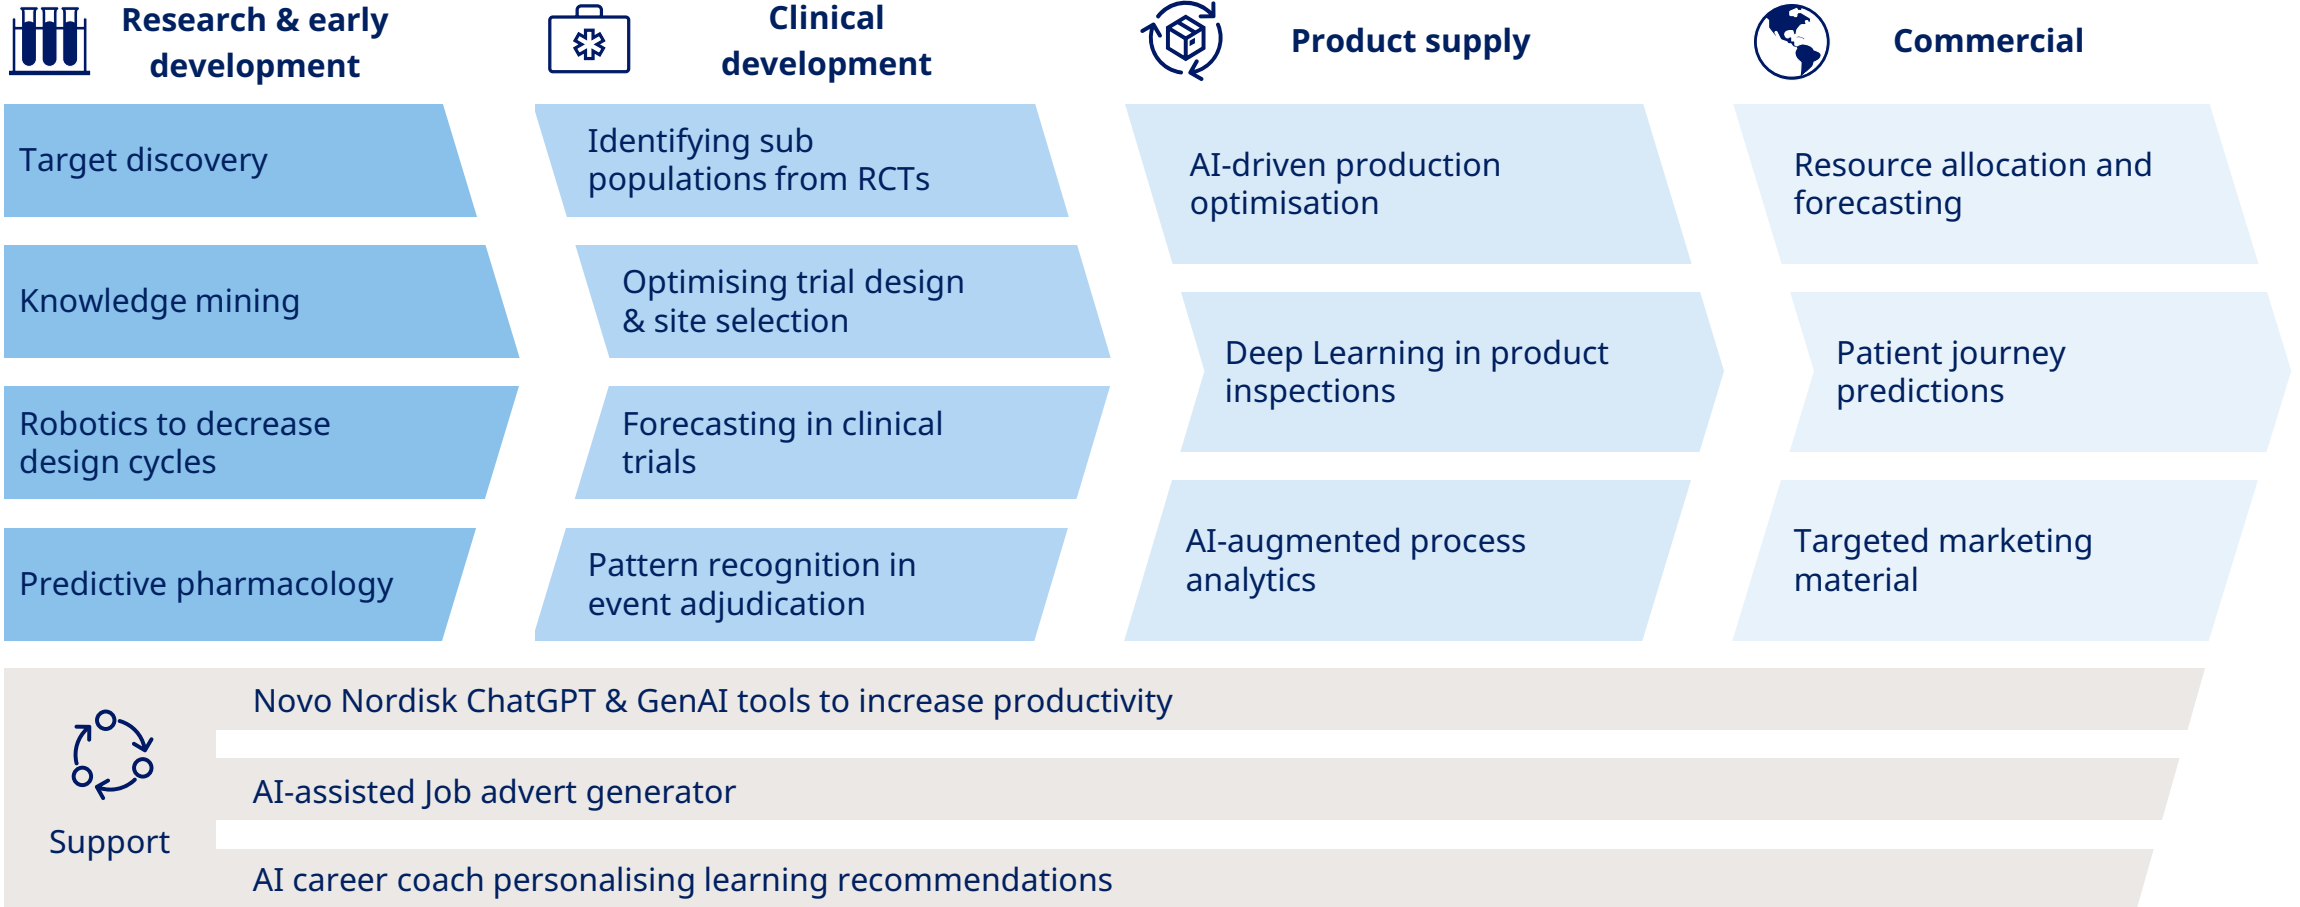 Research & early
development
Clinical
development
Product supply
Commercial
Target discovery
Knowledge mining
Robotics to decrease
design cycles
Predictive pharmacology
Identifying sub
populations from RCTs
Optimising trial design
& site selection
Forecasting in clinical
trials
Pattern recognition in
event adjudication
AI-driven production
optimisation
Deep Learning in product
inspections
AI-augmented process
analytics
Resource allocation and
forecasting
Patient journey
predictions
Targeted marketing
material
Support
Novo Nordisk ChatGPT & GenAI tools to increase productivity
AI-assisted Job advert generator
AI career coach personalising learning recommendations